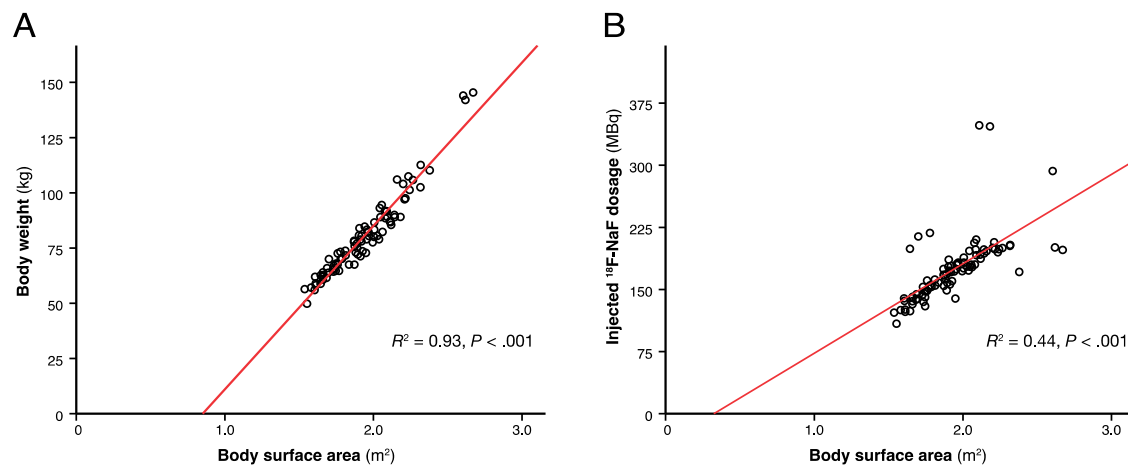 A
Body weight (kg)
150
125
100
75
50
25
0
0
1.0
2.0
3.0
R² = 0.93, P < .001
Body surface area (m²)
B
Injected ¹⁸F-NaF dosage (MBq)
375
300
225
150
75
0
0
1.0
2.0
3.0
R² = 0.44, P < .001
Body surface area (m²)